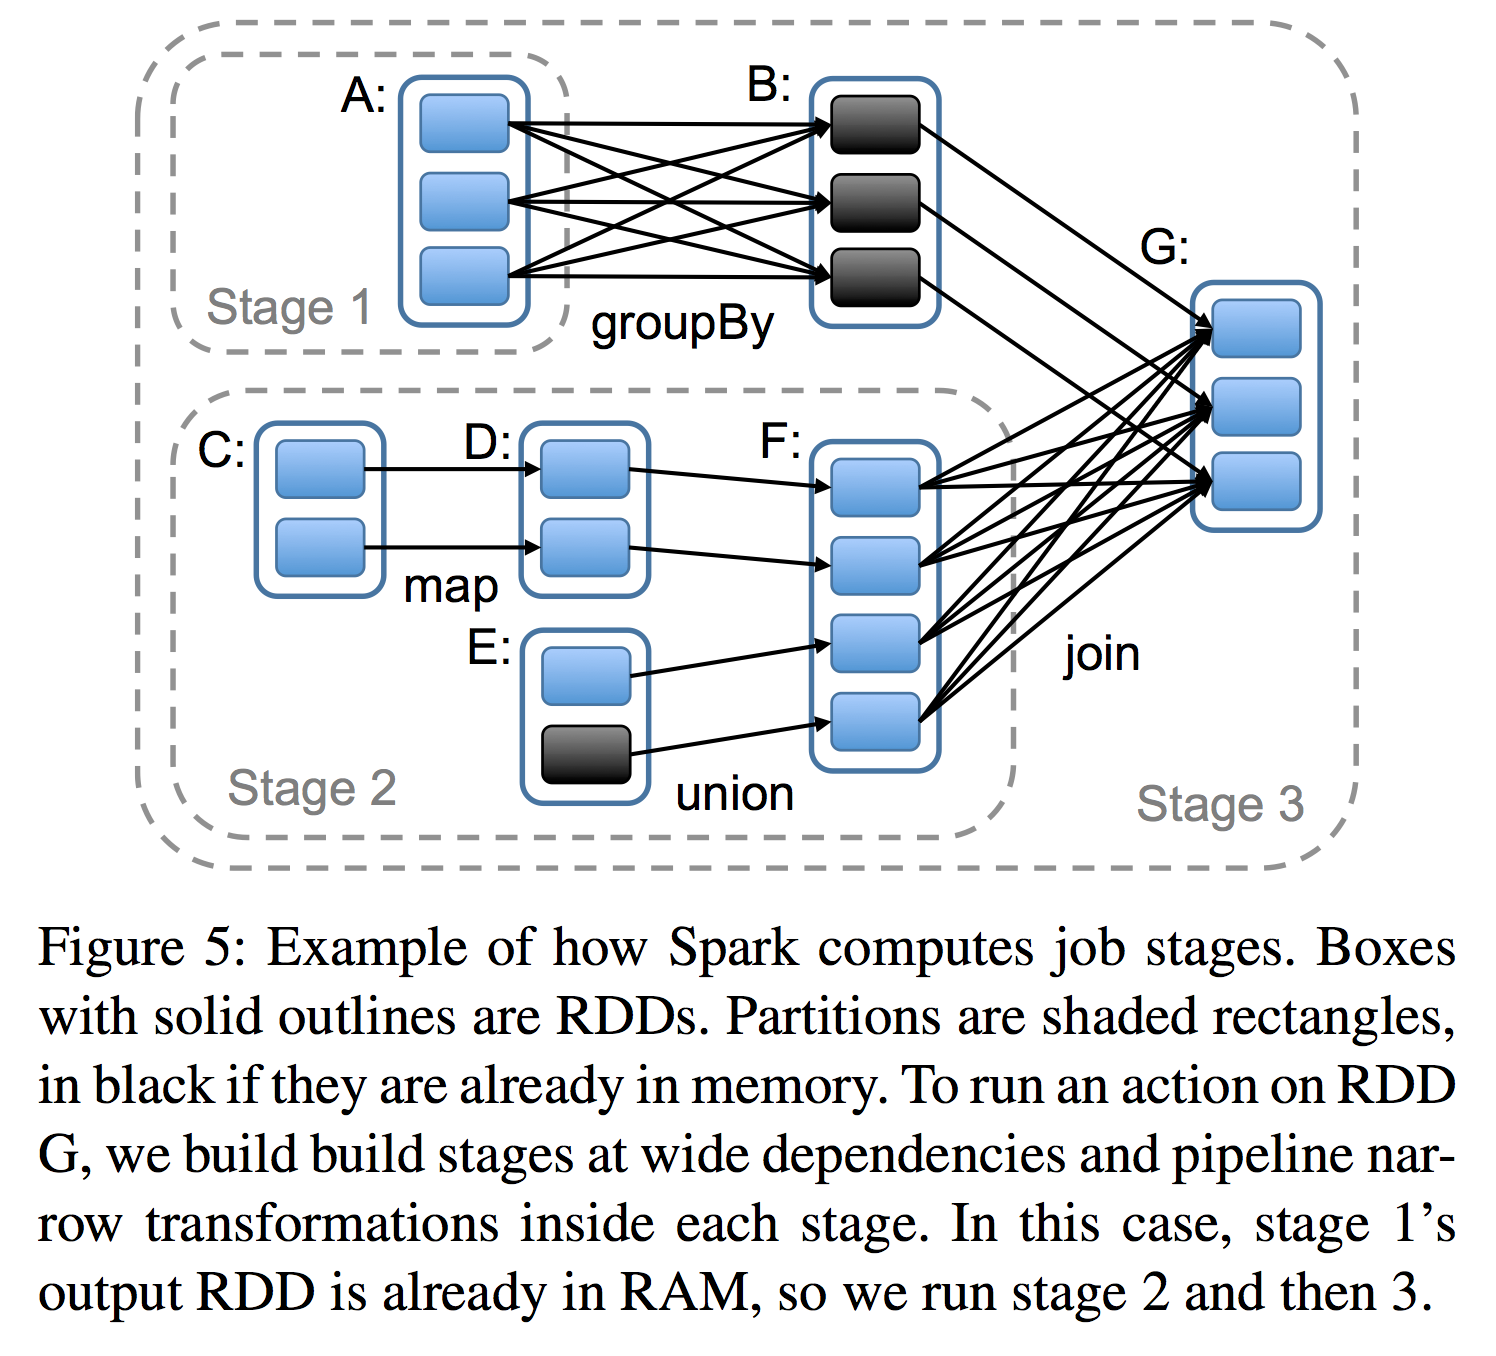 A:
B:
G:
Stage 1
groupBy
C:
D:
F:
map
E:
join
Stage 2
union
Stage 3
Figure 5: Example of how Spark computes job stages. Boxes
with solid outlines are RDDs. Partitions are shaded rectangles,
in black if they are already in memory. To run an action on RDD
G, we build build stages at wide dependencies and pipeline nar-
row transformations inside each stage. In this case, stage 1’s
output RDD is already in RAM, so we run stage 2 and then 3.